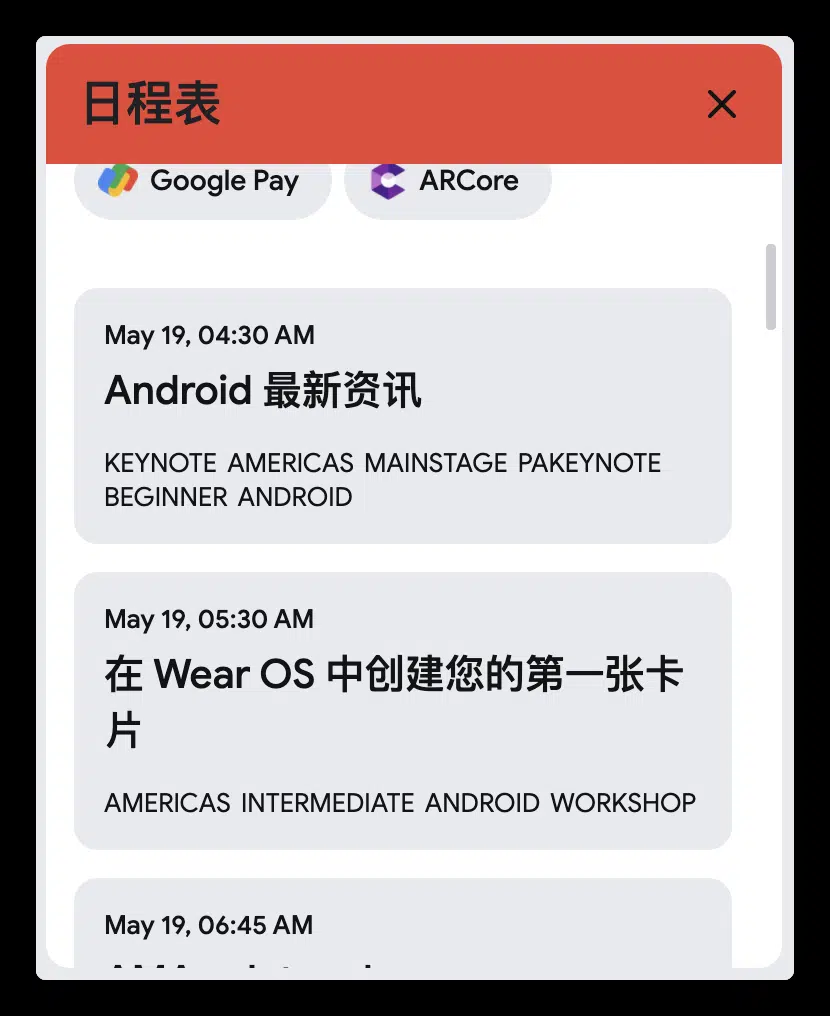 日程表
Google Pay
ARCore
May 19, 04:30 AM
Android 最新资讯
KEYNOTE AMERICAS MAINSTAGE PAKEYNOTE
BEGINNER ANDROID
May 19, 05:30 AM
在 Wear OS 中创建您的第一张卡
片
AMERICAS INTERMEDIATE ANDROID WORKSHOP
May 19, 06:45 AM